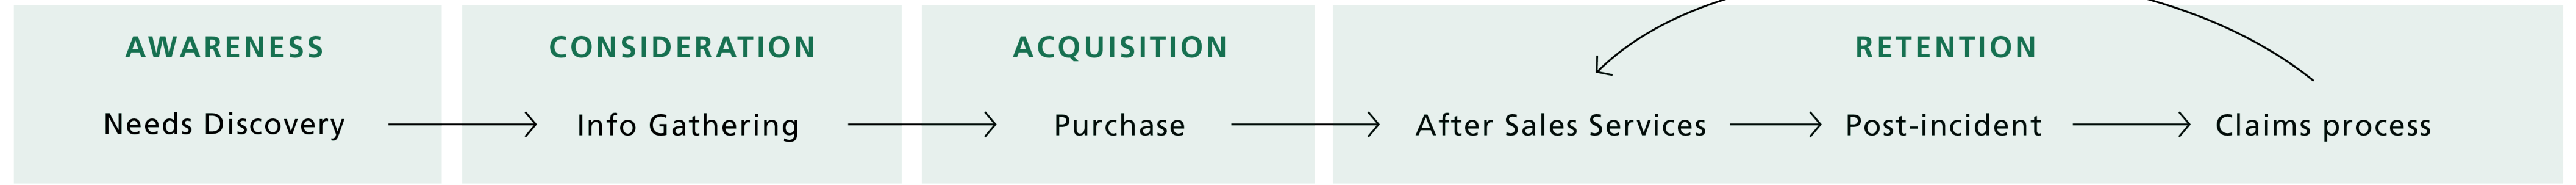 AWARENESS
Needs Discovery
CONSIDERATION
Info Gathering
ACQUISITION
Purchase
RETENTION
After Sales Services
Post-incident
Claims process